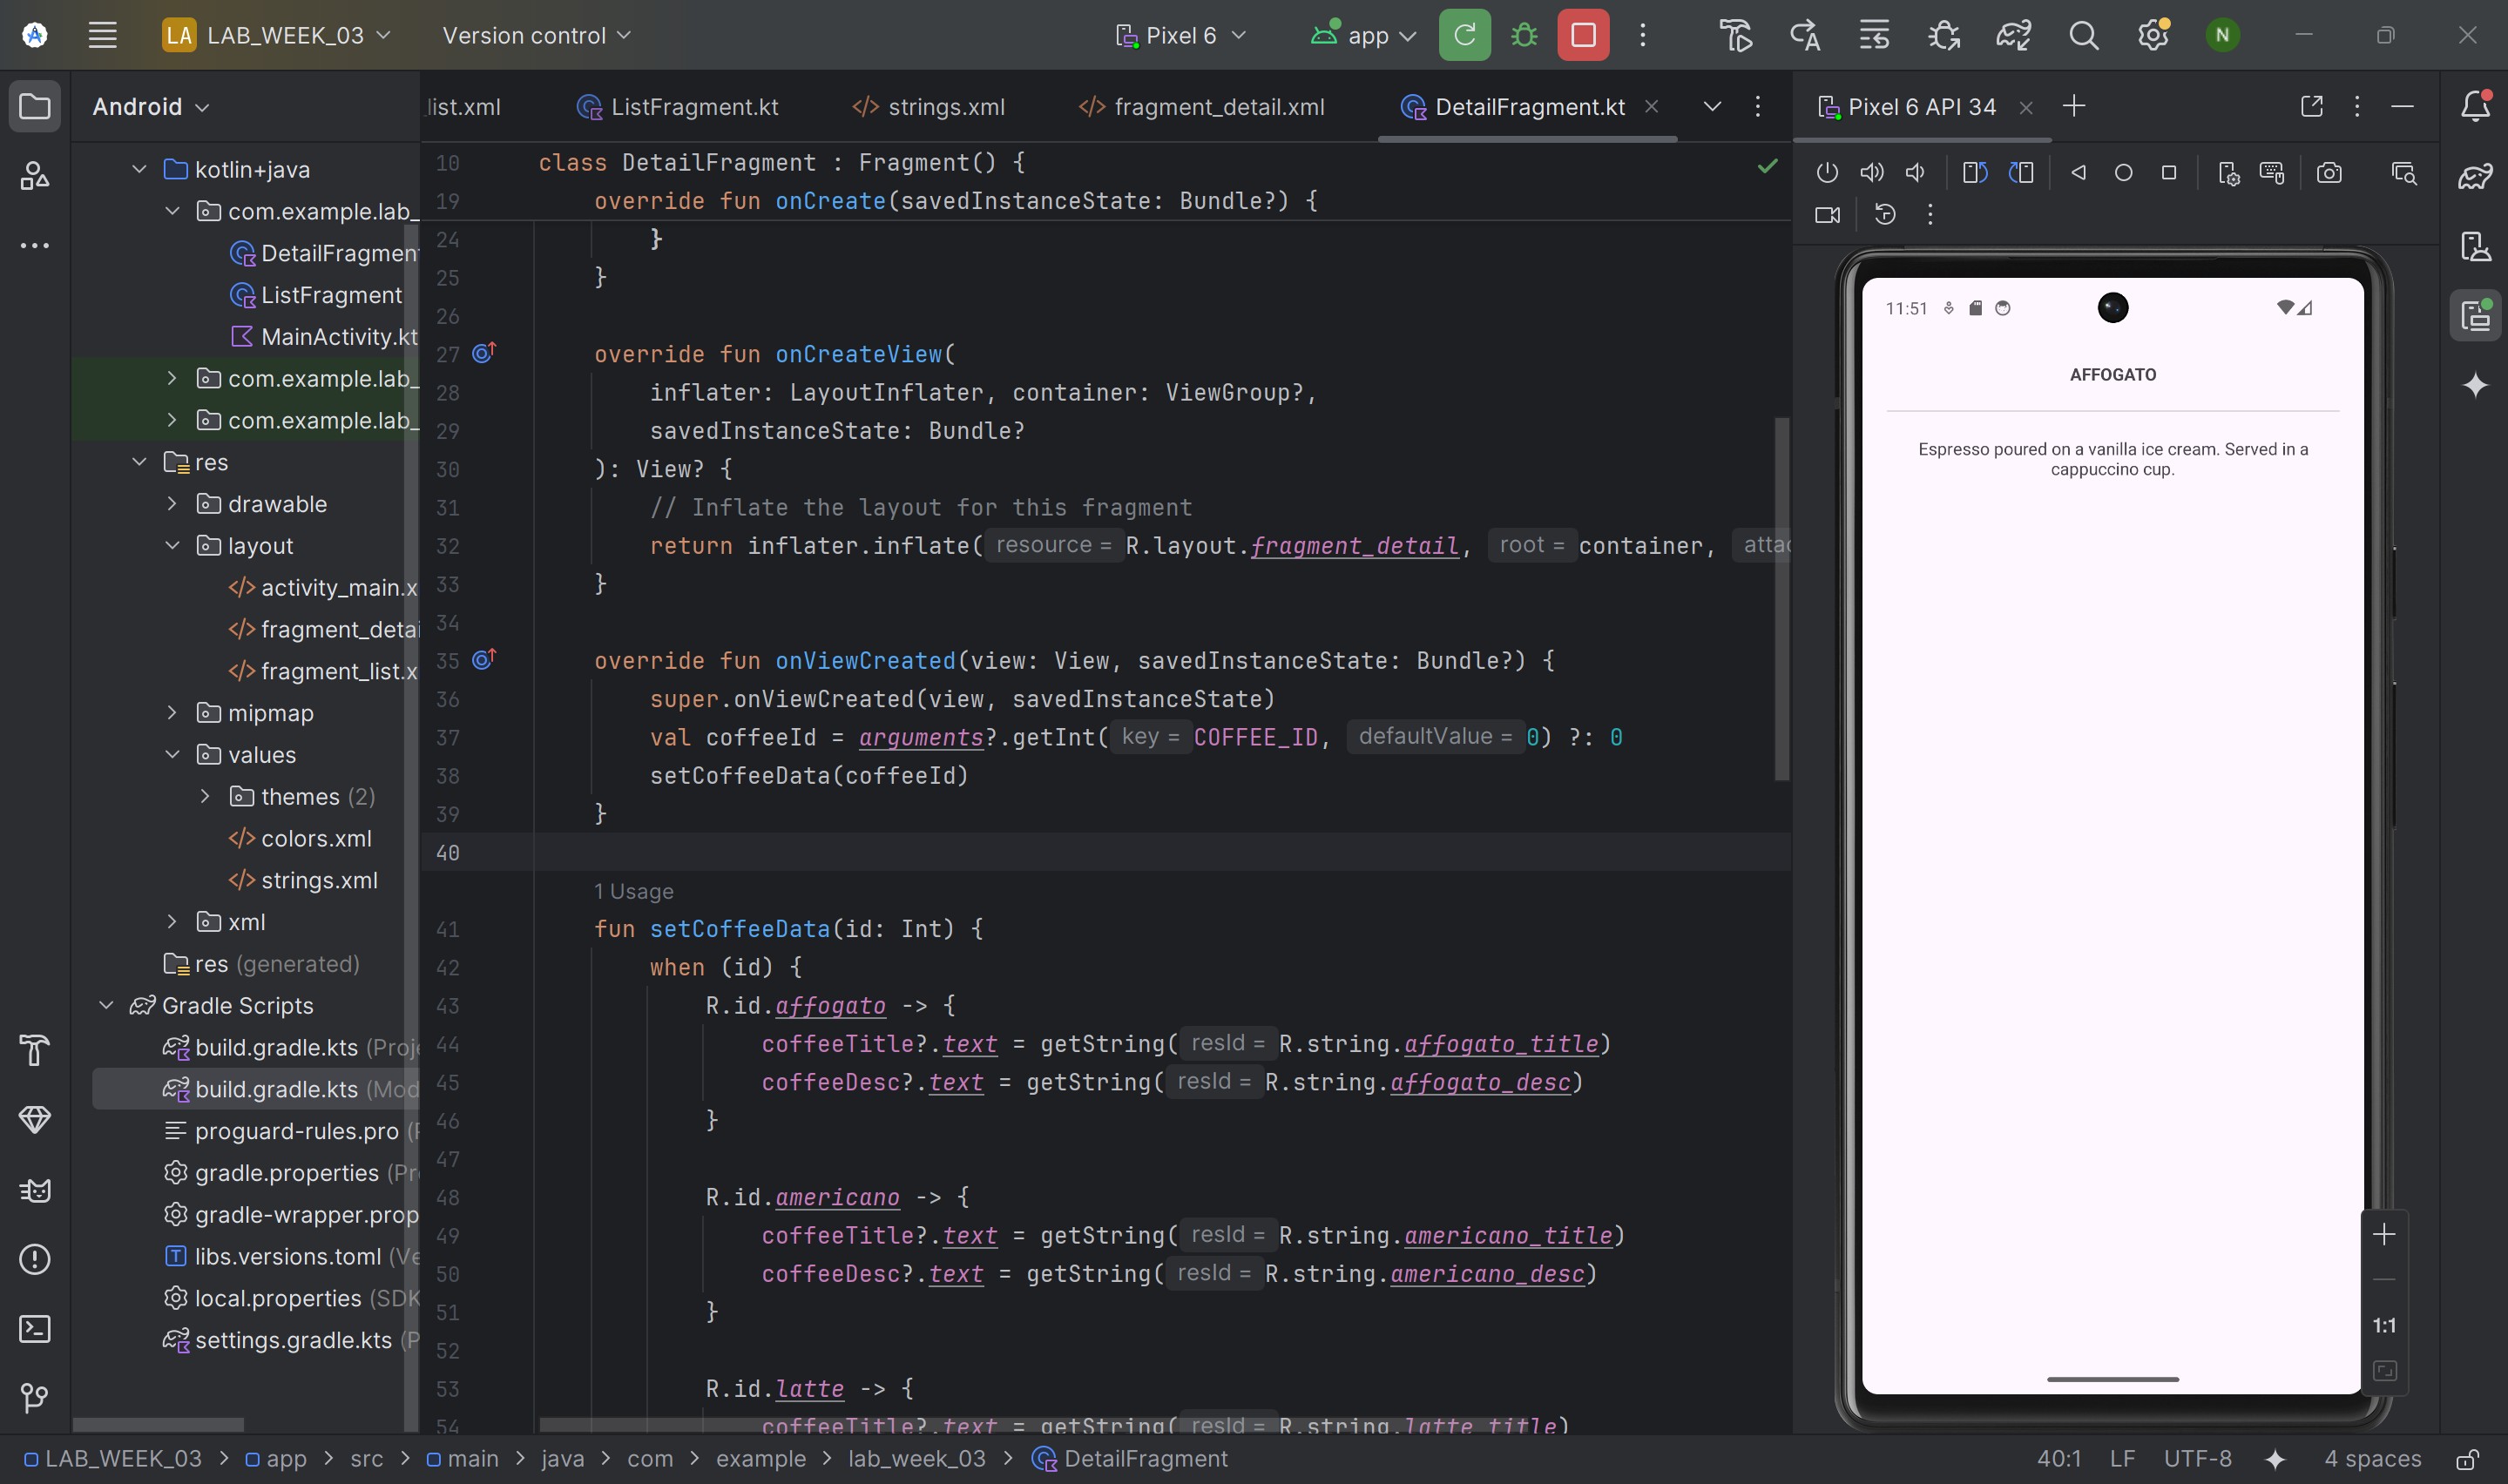 LA LAB_WEEK_03 Version control Pixel 6 app N
Android
kotlin+java
com.example.lab_
DetailFragmen
ListFragment
MainActivity.kt
com.example.lab_
com.example.lab_
res
drawable
layout
activity_main.x
fragment_detai
fragment_list.x
mipmap
values
themes (2)
colors.xml
strings.xml
xml
res (generated)
Gradle Scripts
build.gradle.kts (Proje
build.gradle.kts (Mod
proguard-rules.pro (
gradle.properties (Pro
gradle-wrapper.prop
libs.versions.toml (Ve
local.properties (SDK
settings.gradle.kts (P
list.xml ListFragment.kt strings.xml fragment_detail.xml DetailFragment.kt
10 class DetailFragment : Fragment() {
19 override fun onCreate(savedInstanceState: Bundle?) {
24 }
25 }
26
27 override fun onCreateView(
28 inflater: LayoutInflater, container: ViewGroup?,
29 savedInstanceState: Bundle?
30 ): View? {
31 // Inflate the layout for this fragment
32 return inflater.inflate( resource = R.layout.fragment_detail, root = container, attac
33 }
34
35 override fun onViewCreated(view: View, savedInstanceState: Bundle?) {
36 super.onViewCreated(view, savedInstanceState)
37 val coffeeId = arguments?.getInt( key = COFFEE_ID, defaultValue = 0) ?: 0
38 setCoffeeData(coffeeId)
39 }
40
1 Usage
41 fun setCoffeeData(id: Int) {
42 when (id) {
43 R.id.affogato -> {
44 coffeeTitle?.text = getString( resId = R.string.affogato_title)
45 coffeeDesc?.text = getString( resId = R.string.affogato_desc)
46 }
47
48 R.id.americano -> {
49 coffeeTitle?.text = getString( resId = R.string.americano_title)
50 coffeeDesc?.text = getString( resId = R.string.americano_desc)
51 }
52
53 R.id.latte -> {
54 coffeeTitle?.text = getString( resId = R.string.latte_title)
Pixel 6 API 34
11:51
AFFOGATO
Espresso poured on a vanilla ice cream. Served in a
cappuccino cup.
1:1
LAB_WEEK_03 > app > src > main > java > com > example > lab_week_03 > DetailFragment 40:1 LF UTF-8 4 spaces